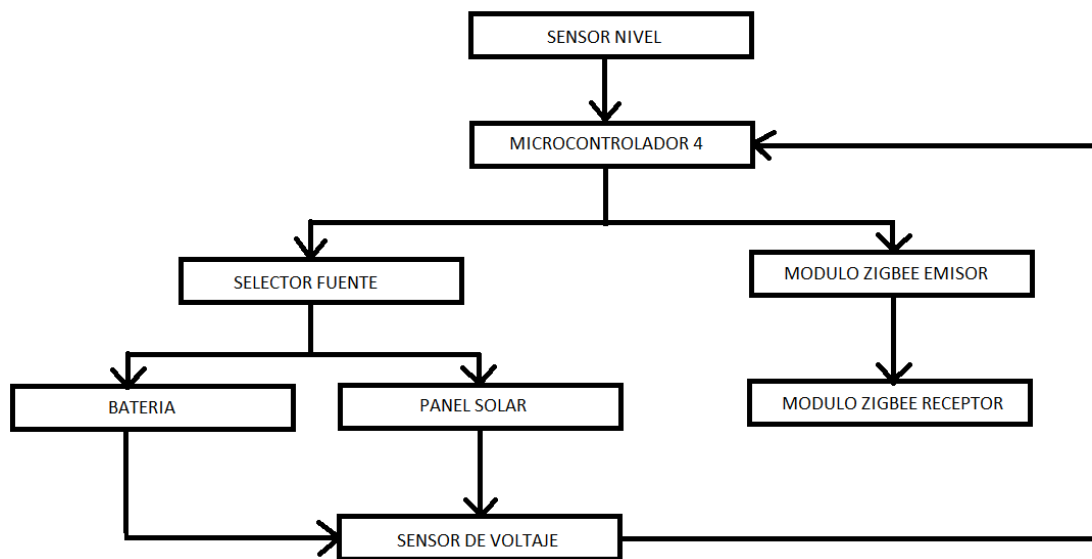 SENSOR NIVEL
MICROCONTROLADOR 4
SELECTOR FUENTE
MODULO ZIGBEE EMISOR
BATERIA
PANEL SOLAR
MODULO ZIGBEE RECEPTOR
SENSOR DE VOLTAJE